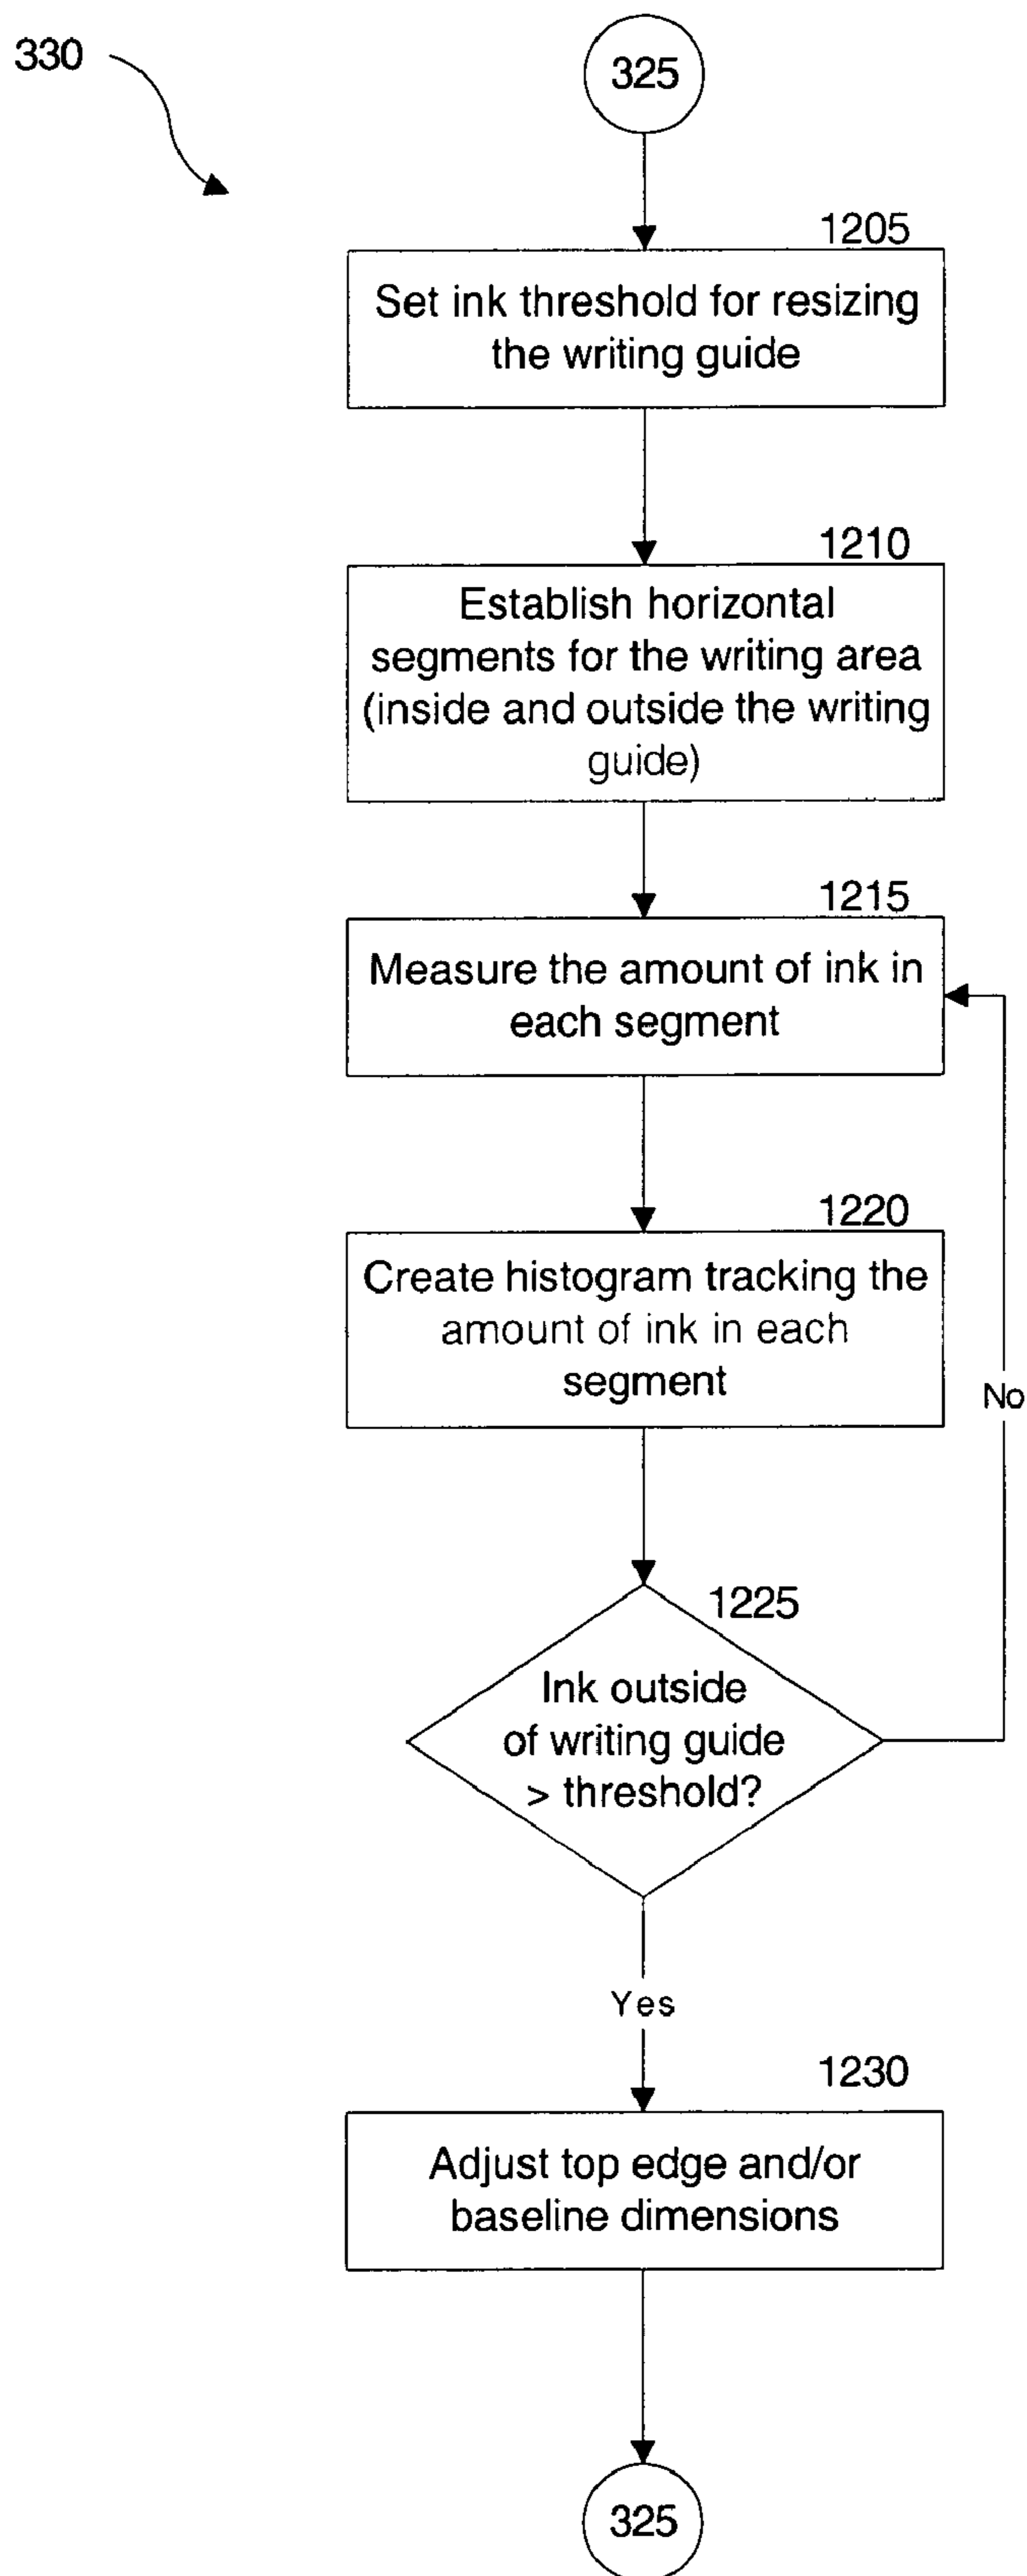 330
325
1205
Set ink threshold for resizing
the writing guide
1210
Establish horizontal
segments for the writing area
(inside and outside the writing
guide)
1215
Measure the amount of ink in
each segment
1220
Create histogram tracking the
amount of ink in each
segment
No
1225
Ink outside
of writing guide
> threshold?
Yes
1230
Adjust top edge and/or
baseline dimensions
325